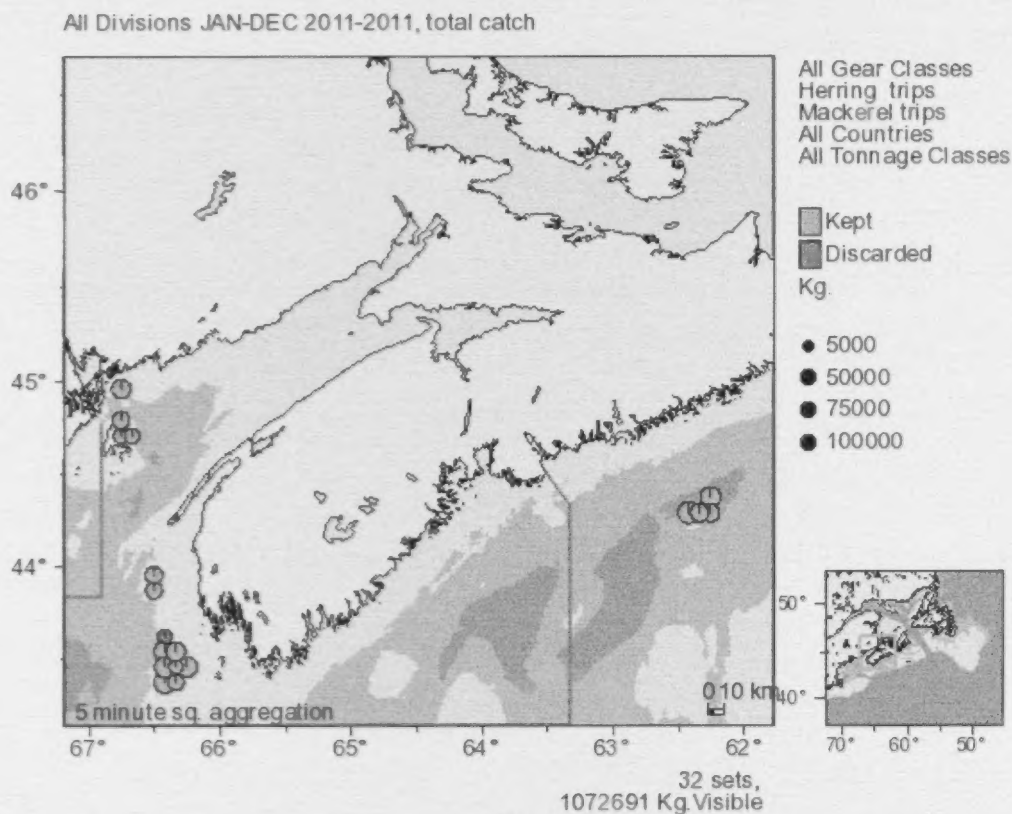 All Divisions JAN-DEC 2011-2011, total catch
All Gear Classes
Herring trips
Mackerel trips
All Countries
All Tonnage Classes
Kept
Discarded
Kg.
5000
50000
75000
100000
46°
45°
44°
5 minute sq. aggregation
0 10 km
67°
66°
65°
64°
63°
62°
50°
40°
70°
60°
50°
32 sets,
1072691 Kg.Visible